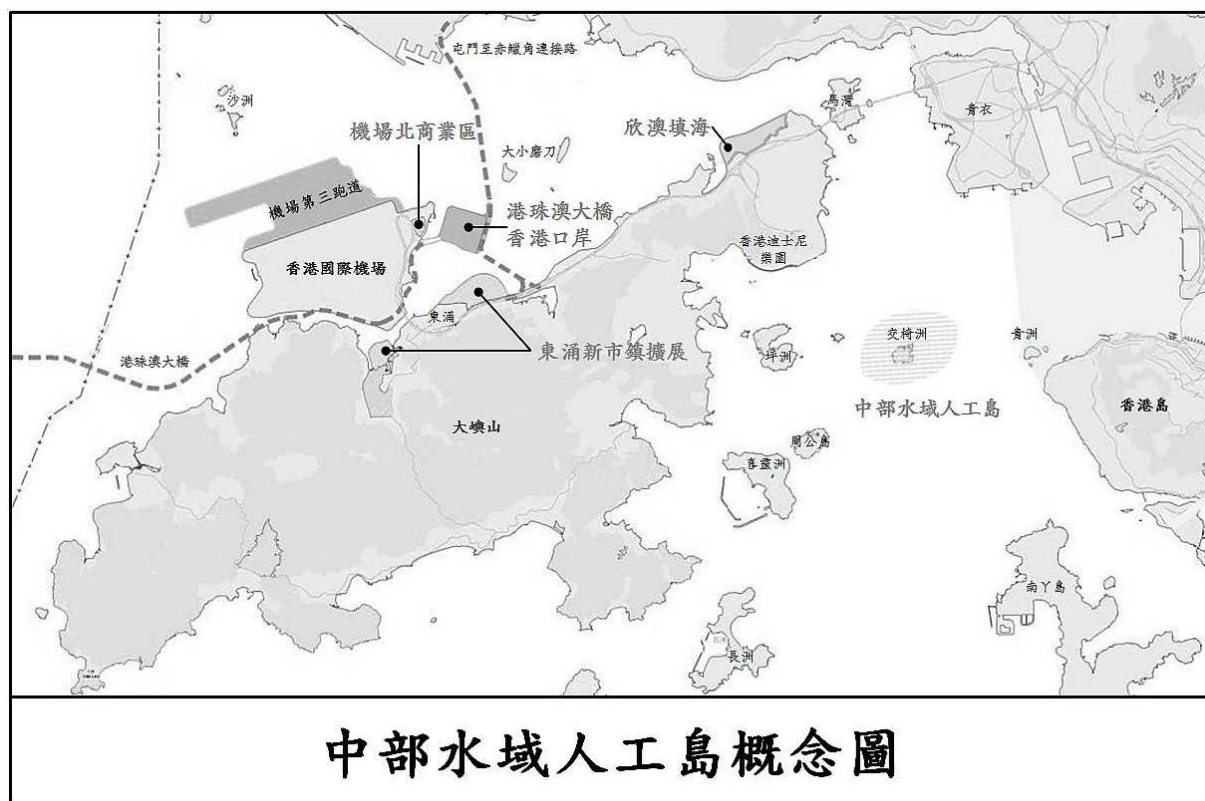 屯門至赤鱲角連接路
沙洲
馬灣
青衣
機場北商業區
欣澳填海
大小磨刀
機場第三跑道
港珠澳大橋
香港口岸
香港國際機場
香港迪士尼
樂園
東涌
交椅洲
青洲
坪洲
港珠澳大橋
東涌新市鎮擴展
中部水域人工島
香港島
大嶼山
周公島
喜靈洲
南丫島
長洲
中部水域人工島概念圖